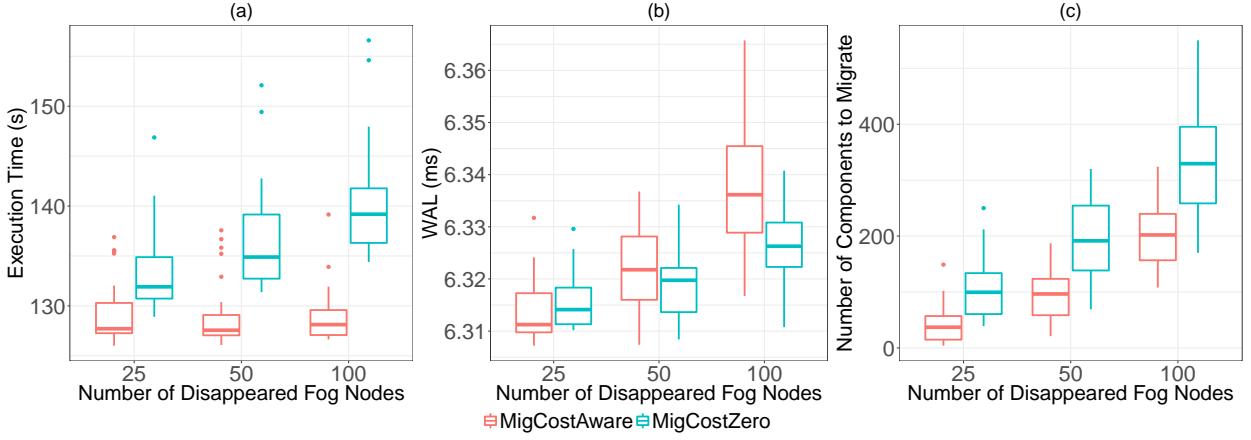 (a)
(b)
(c)
Execution Time (s)
150
140
130
25
50
100
Number of Disappeared Fog Nodes
WAL (ms)
6.36
6.35
6.34
6.33
6.32
6.31
25
50
100
Number of Disappeared Fog Nodes
Number of Components to Migrate
400
200
0
25
50
100
Number of Disappeared Fog Nodes
MigCostAware
MigCostZero